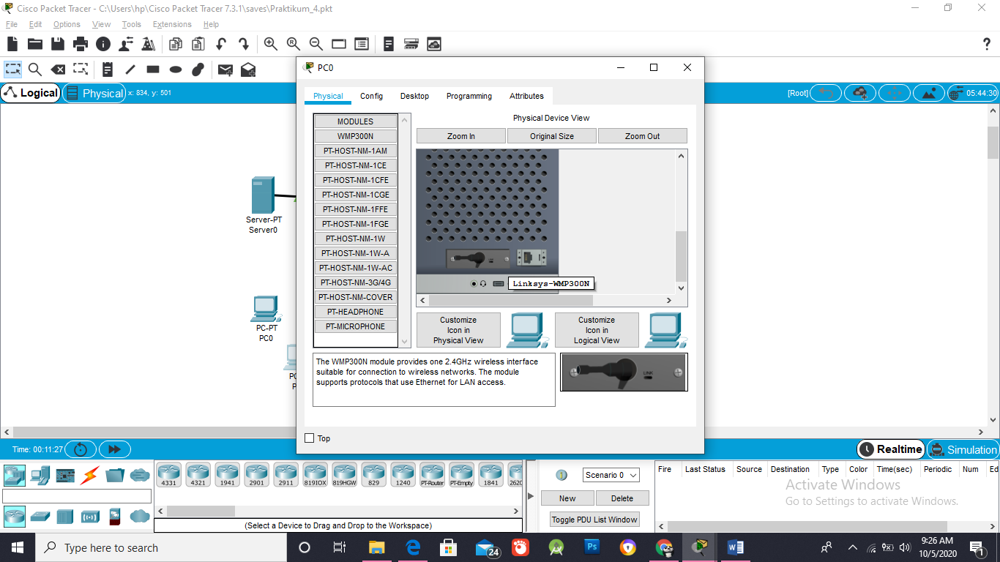 Cisco Packet Tracer - C:\Users\hp\Cisco Packet Tracer 7.3.1\saves\Praktikum_4.pkt
File Edit Options View Tools Extensions Help
PC0
Logical
Physical
x: 834, y: 501
[Root]
05:44:30
Physical Config Desktop Programming Attributes
MODULES
WMP300N
PT-HOST-NM-1AM
PT-HOST-NM-1CE
PT-HOST-NM-1CFE
PT-HOST-NM-1CGE
PT-HOST-NM-1FFE
PT-HOST-NM-1FGE
PT-HOST-NM-1W
PT-HOST-NM-1W-A
PT-HOST-NM-1W-AC
PT-HOST-NM-3G/4G
PT-HOST-NM-COVER
PT-HEADPHONE
PT-MICROPHONE
Physical Device View
Zoom In Original Size Zoom Out
Linksys-WMP300N
Customize
Icon in
Physical View
Customize
Icon in
Logical View
The WMP300N module provides one 2.4GHz wireless interface
suitable for connection to wireless networks. The module
supports protocols that use Ethernet for LAN access.
LINK
Top
Server-PT
Server0
PC-PT
PC0
PC
P
Time: 00:11:27
Realtime
Simulation
4331 4321 1941 2901 2911 819IOX 819HGW 829 1240 PT-Router PT-Empty 1841 2620
(Select a Device to Drag and Drop to the Workspace)
Scenario 0
New Delete
Toggle PDU List Window
Fire Last Status Source Destination Type Color Time(sec) Periodic Num Ed
Activate Windows
Go to Settings to activate Windows.
Type here to search
24
Ps
9:26 AM
10/5/2020
1